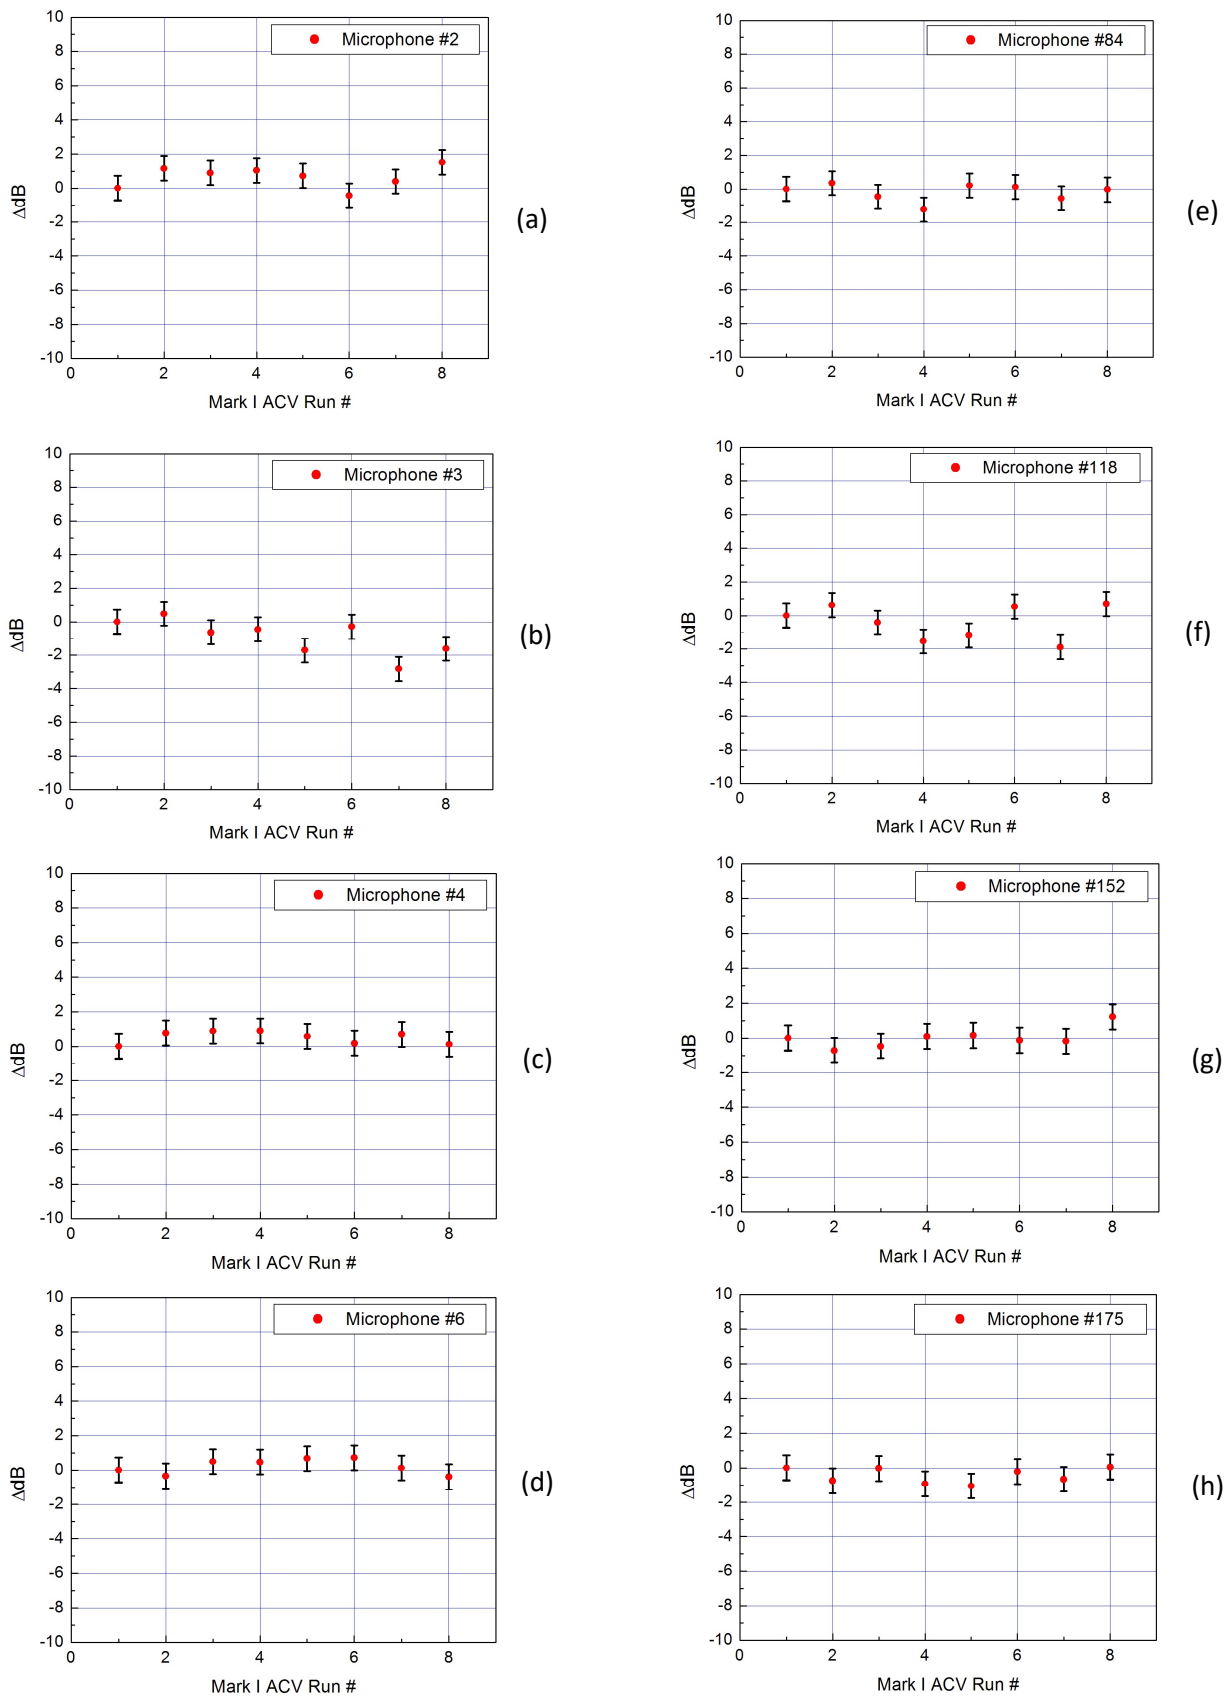 Microphone #2
10
8
6
4
2
0
-2
-4
-6
-8
-10
ΔdB
0 2 4 6 8
Mark I ACV Run #
(a)
Microphone #3
10
8
6
4
2
0
-2
-4
-6
-8
-10
ΔdB
0 2 4 6 8
Mark I ACV Run #
(b)
Microphone #4
10
8
6
4
2
0
-2
-4
-6
-8
-10
ΔdB
0 2 4 6 8
Mark I ACV Run #
(c)
Microphone #6
10
8
6
4
2
0
-2
-4
-6
-8
-10
ΔdB
0 2 4 6 8
Mark I ACV Run #
(d)
Microphone #84
10
8
6
4
2
0
-2
-4
-6
-8
-10
ΔdB
0 2 4 6 8
Mark I ACV Run #
(e)
Microphone #118
10
8
6
4
2
0
-2
-4
-6
-8
-10
ΔdB
0 2 4 6 8
Mark I ACV Run #
(f)
Microphone #152
10
8
6
4
2
0
-2
-4
-6
-8
-10
ΔdB
0 2 4 6 8
Mark I ACV Run #
(g)
Microphone #175
10
8
6
4
2
0
-2
-4
-6
-8
-10
ΔdB
0 2 4 6 8
Mark I ACV Run #
(h)